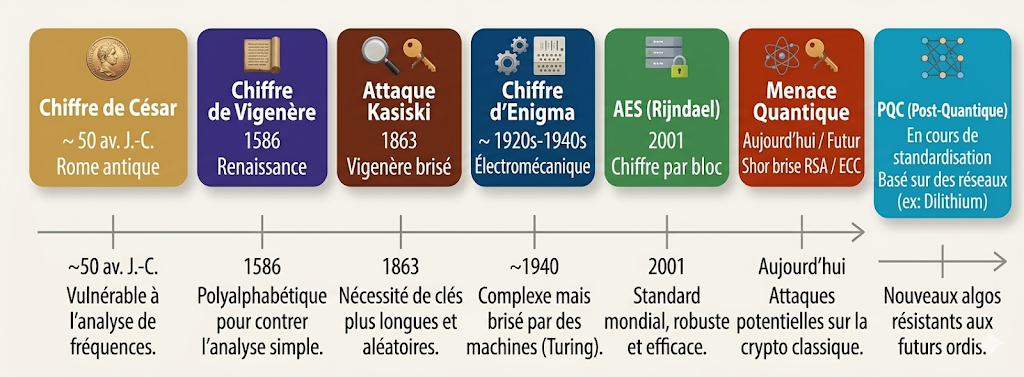 Chiffre de César
~ 50 av. J.-C.
Rome antique
Chiffre
de Vigenère
1586
Renaissance
Attaque
Kasiski
1863
Vigenère brisé
Chiffre
d'Enigma
~ 1920s-1940s
Électromécanique
AES (Rijndael)
2001
Chiffre par bloc
Menace
Quantique
Aujourd'hui / Futur
Shor brise RSA / ECC
PQC (Post-Quantique)
En cours de
standardisation
Basé sur des réseaux
(ex: Dilithium)
~50 av. J.-C.
Vulnérable à
l'analyse de
fréquences.
1586
Polyalphabétique
pour contrer
l'analyse simple.
1863
Nécessité de clés
plus longues et
aléatoires.
~1940
Complexe mais
brisé par des
machines (Turing).
2001
Standard
mondial, robuste
et efficace.
Aujourd'hui
Attaques
potentielles sur la
crypto classique.
Nouveaux algos
résistants aux
futurs ordis.